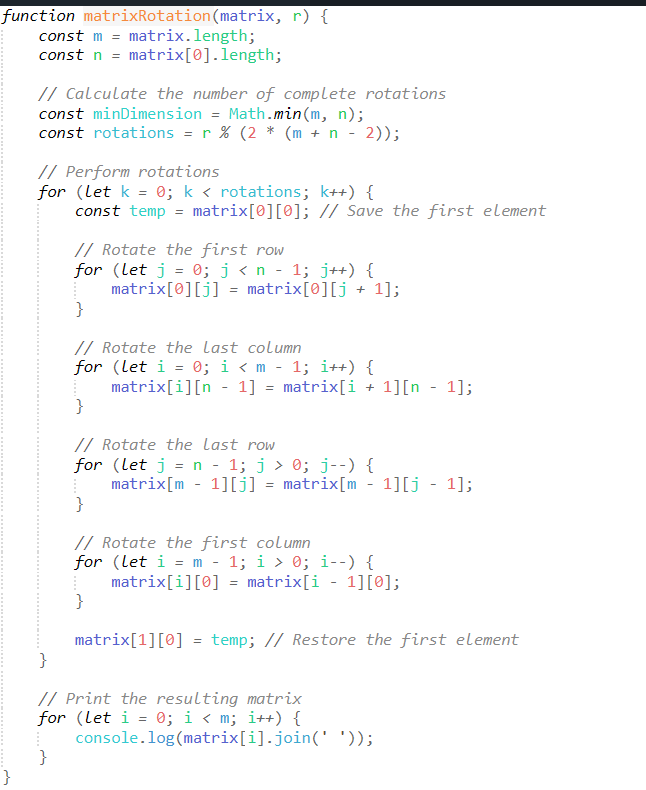 function matrixRotation(matrix, r) {
    const m = matrix.length;
    const n = matrix[0].length;

    // Calculate the number of complete rotations
    const minDimension = Math.min(m, n);
    const rotations = r % (2 * (m + n - 2));

    // Perform rotations
    for (let k = 0; k < rotations; k++) {
        const temp = matrix[0][0]; // Save the first element

        // Rotate the first row
        for (let j = 0; j < n - 1; j++) {
            matrix[0][j] = matrix[0][j + 1];
        }

        // Rotate the last column
        for (let i = 0; i < m - 1; i++) {
            matrix[i][n - 1] = matrix[i + 1][n - 1];
        }

        // Rotate the last row
        for (let j = n - 1; j > 0; j--) {
            matrix[m - 1][j] = matrix[m - 1][j - 1];
        }

        // Rotate the first column
        for (let i = m - 1; i > 0; i--) {
            matrix[i][0] = matrix[i - 1][0];
        }

        matrix[1][0] = temp; // Restore the first element
    }

    // Print the resulting matrix
    for (let i = 0; i < m; i++) {
        console.log(matrix[i].join(' '));
    }
}